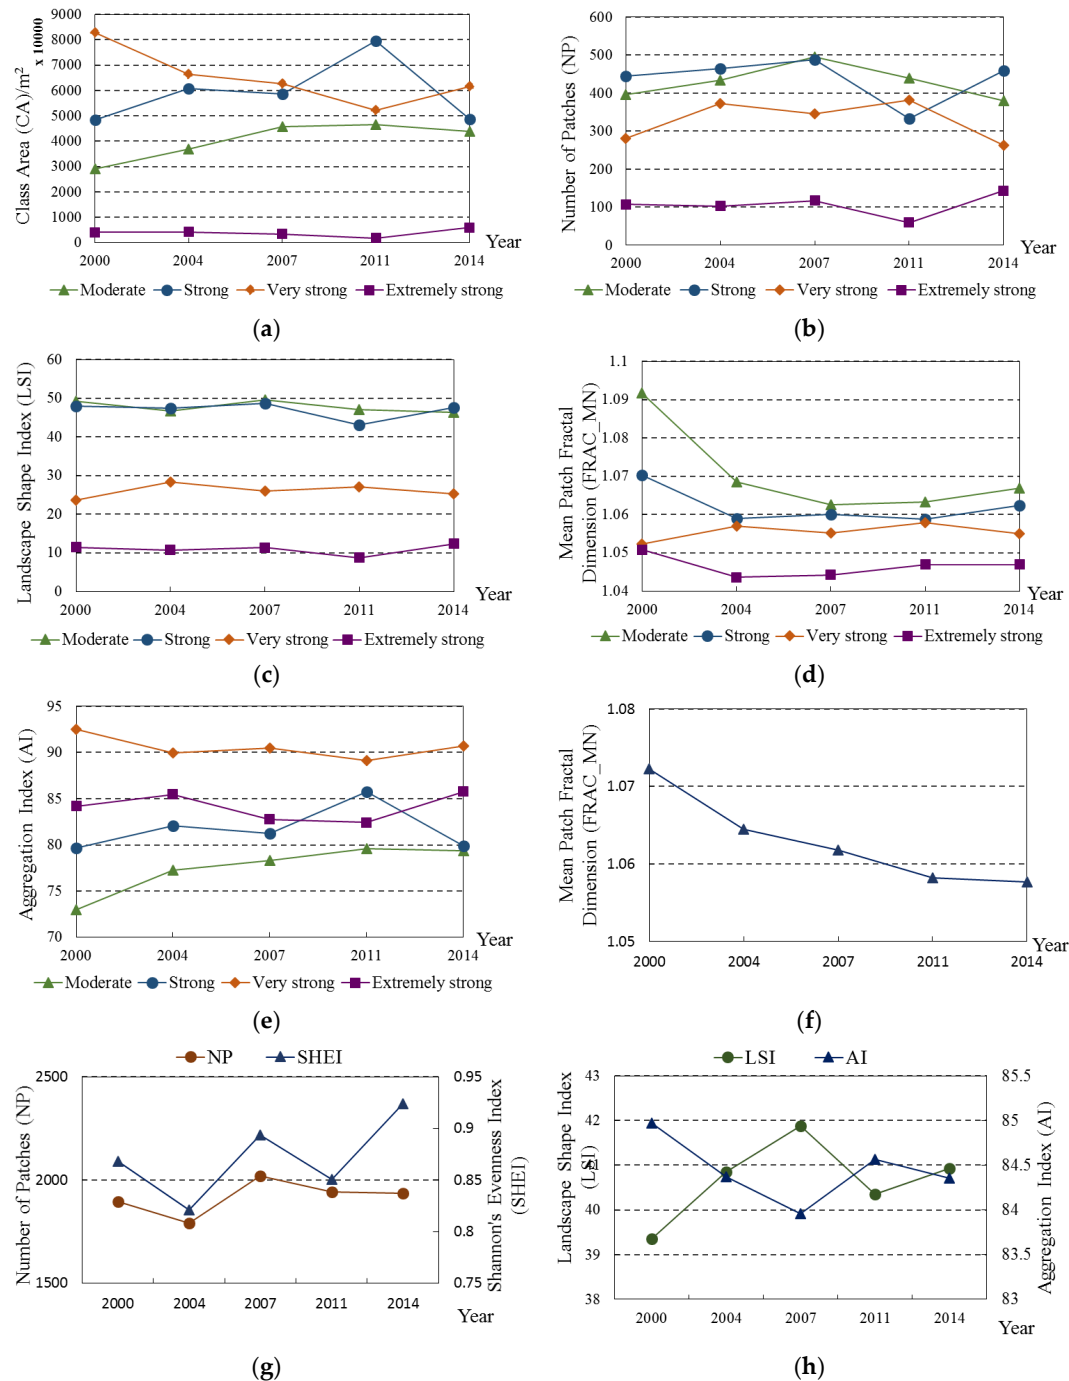 9000
8000
7000
6000
5000
4000
3000
2000
1000
0
x 10000
Class Area (CA)/m²
2000 2004 2007 2011 2014
Year
Moderate Strong Very strong Extremely strong
(a)
600
500
400
300
200
100
0
Number of Patches (NP)
2000 2004 2007 2011 2014
Year
Moderate Strong Very strong Extremely strong
(b)
60
50
40
30
20
10
0
Landscape Shape Index (LSI)
2000 2004 2007 2011 2014
Year
Moderate Strong Very strong Extremely strong
(c)
1.1
1.09
1.08
1.07
1.06
1.05
1.04
Mean Patch Fractal
Dimension (FRAC_MN)
2000 2004 2007 2011 2014
Year
Moderate Strong Very strong Extremely strong
(d)
95
90
85
80
75
70
Aggregation Index (AI)
2000 2004 2007 2011 2014
Year
Moderate Strong Very strong Extremely strong
(e)
1.08
1.07
1.06
1.05
Mean Patch Fractal
Dimension (FRAC_MN)
2000 2004 2007 2011 2014
Year
(f)
NP SHEI
2500
2000
1500
Number of Patches (NP)
0.95
0.9
0.85
0.8
0.75
Shannon's Evenness Index
(SHEI)
2000 2004 2007 2011 2014
Year
(g)
LSI AI
43
42
41
40
39
38
Landscape Shape Index
(LSI)
85.5
85
84.5
84
83.5
83
Aggregation Index (AI)
2000 2004 2007 2011 2014
Year
(h)